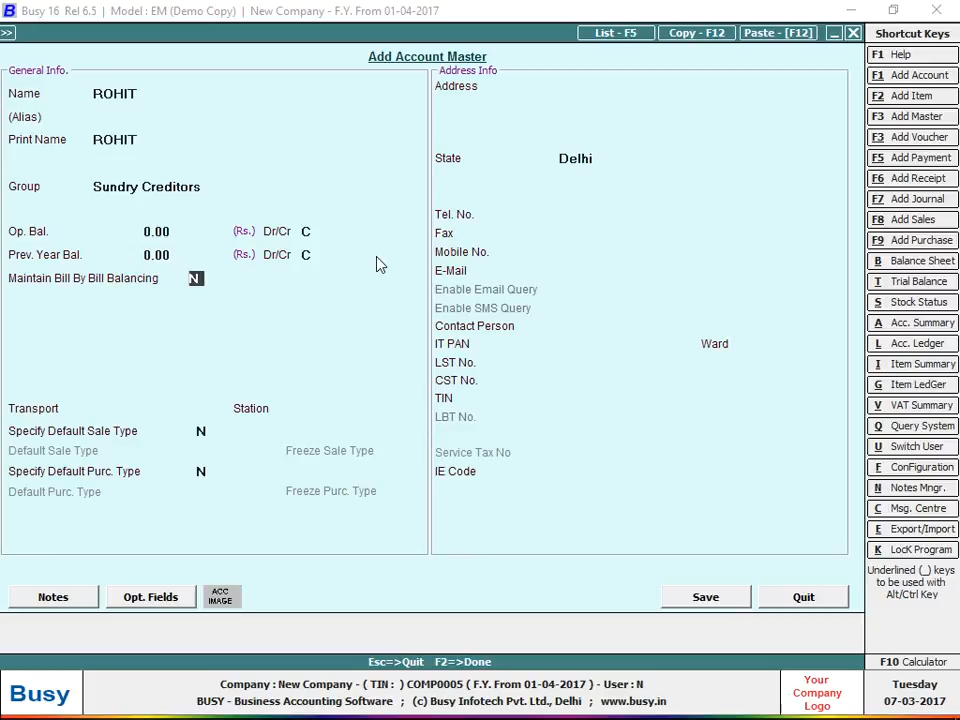 Busy 16 Rel 6.5 | Model : EM (Demo Copy) | New Company - F.Y. From 01-04-2017
>> List - F5 Copy - F12 Paste - [F12] Shortcut Keys
Add Account Master
General Info.
Name ROHIT
(Alias)
Print Name ROHIT
Group Sundry Creditors
Op. Bal. 0.00 (Rs.) Dr/Cr C
Prev. Year Bal. 0.00 (Rs.) Dr/Cr C
Maintain Bill By Bill Balancing N
Transport Station
Specify Default Sale Type N
Default Sale Type Freeze Sale Type
Specify Default Purc. Type N
Default Purc. Type Freeze Purc. Type
Address Info
Address
State Delhi
Tel. No.
Fax
Mobile No.
E-Mail
Enable Email Query
Enable SMS Query
Contact Person
IT PAN Ward
LST No.
CST No.
TIN
LBT No.
Service Tax No
IE Code
Notes Opt. Fields ACC IMAGE Save Quit
F1 Help
F1 Add Account
F2 Add Item
F3 Add Master
F3 Add Voucher
F5 Add Payment
F6 Add Receipt
F7 Add Journal
F8 Add Sales
F9 Add Purchase
B Balance Sheet
T Trial Balance
S Stock Status
A Acc. Summary
L Acc. Ledger
I Item Summary
G Item LedGer
V VAT Summary
Q Query System
U Switch User
F ConFiguration
N Notes Mngr.
C Msg. Centre
E Export/Import
K LocK Program
Underlined (_) keys
to be used with
Alt/Ctrl Key
Esc=>Quit F2=>Done
F10 Calculator
Busy
Company : New Company - ( TIN : ) COMP0005 ( F.Y. From 01-04-2017 ) - User : N
BUSY - Business Accounting Software ; (c) Busy Infotech Pvt. Ltd., Delhi ; www.busy.in
Your
Company
Logo
Tuesday
07-03-2017